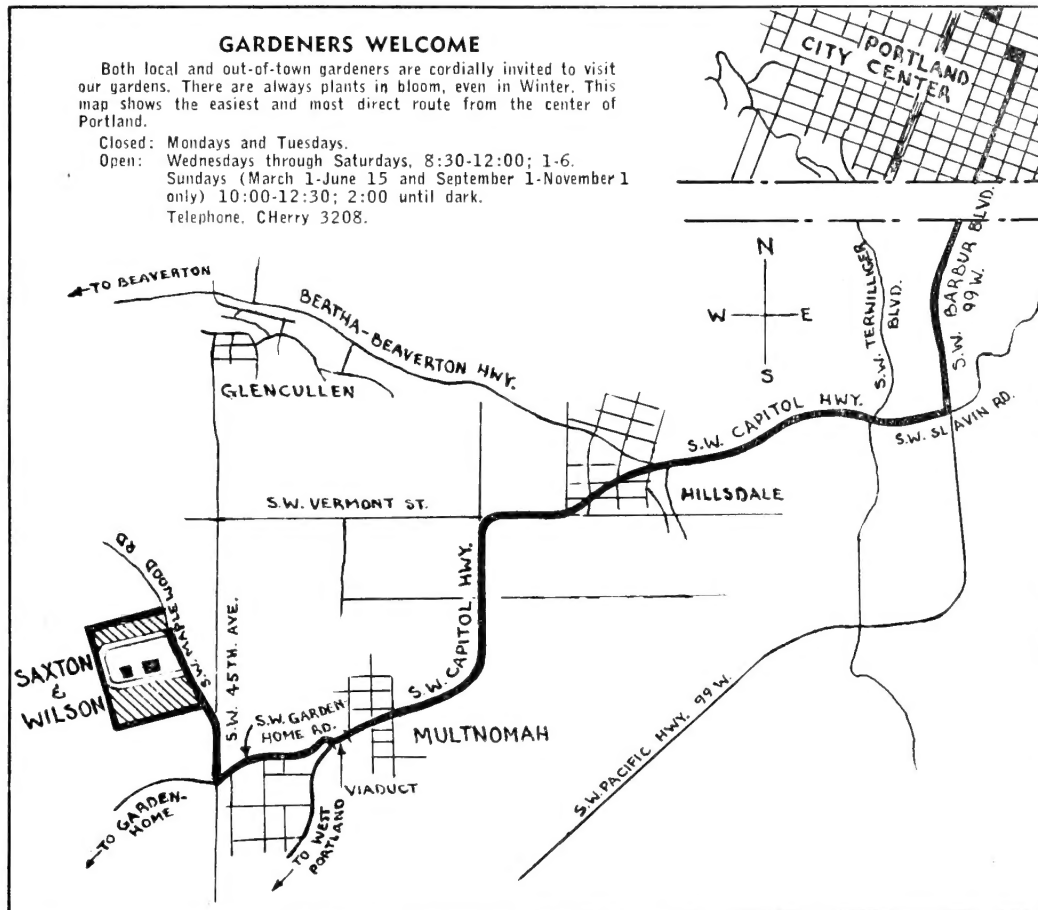 GARDENERS WELCOME
Both local and out-of-town gardeners are cordially invited to visit
our gardens. There are always plants in bloom, even in Winter. This
map shows the easiest and most direct route from the center of
Portland.
Closed: Mondays and Tuesdays.
Open: Wednesdays through Saturdays, 8:30-12:00; 1-6.
Sundays (March 1-June 15 and September 1-November 1
only) 10:00-12:30; 2:00 until dark.
Telephone. CHerry 3208.
PORTLAND
CITY CENTER
N
W E
S
TO BEAVERTON
BERTHA-BEAVERTON HWY.
GLENCULLEN
S.W. TERWILLIGER
BLVD.
S.W. BARBUR BLVD.
99 W.
S.W. CAPITOL HWY.
S.W. SLAVIN RD.
HILLSDALE
S.W. VERMONT ST.
S.W. CAPITOL HWY.
S.W. MAPLEWOOD RD
S.W. 45TH. AVE.
SAXTON
&
WILSON
S.W. GARDEN
HOME RD.
MULTNOMAH
VIADUCT
TO GARDEN-
HOME
TO WEST
PORTLAND
S.W. PACIFIC HWY. 99 W.